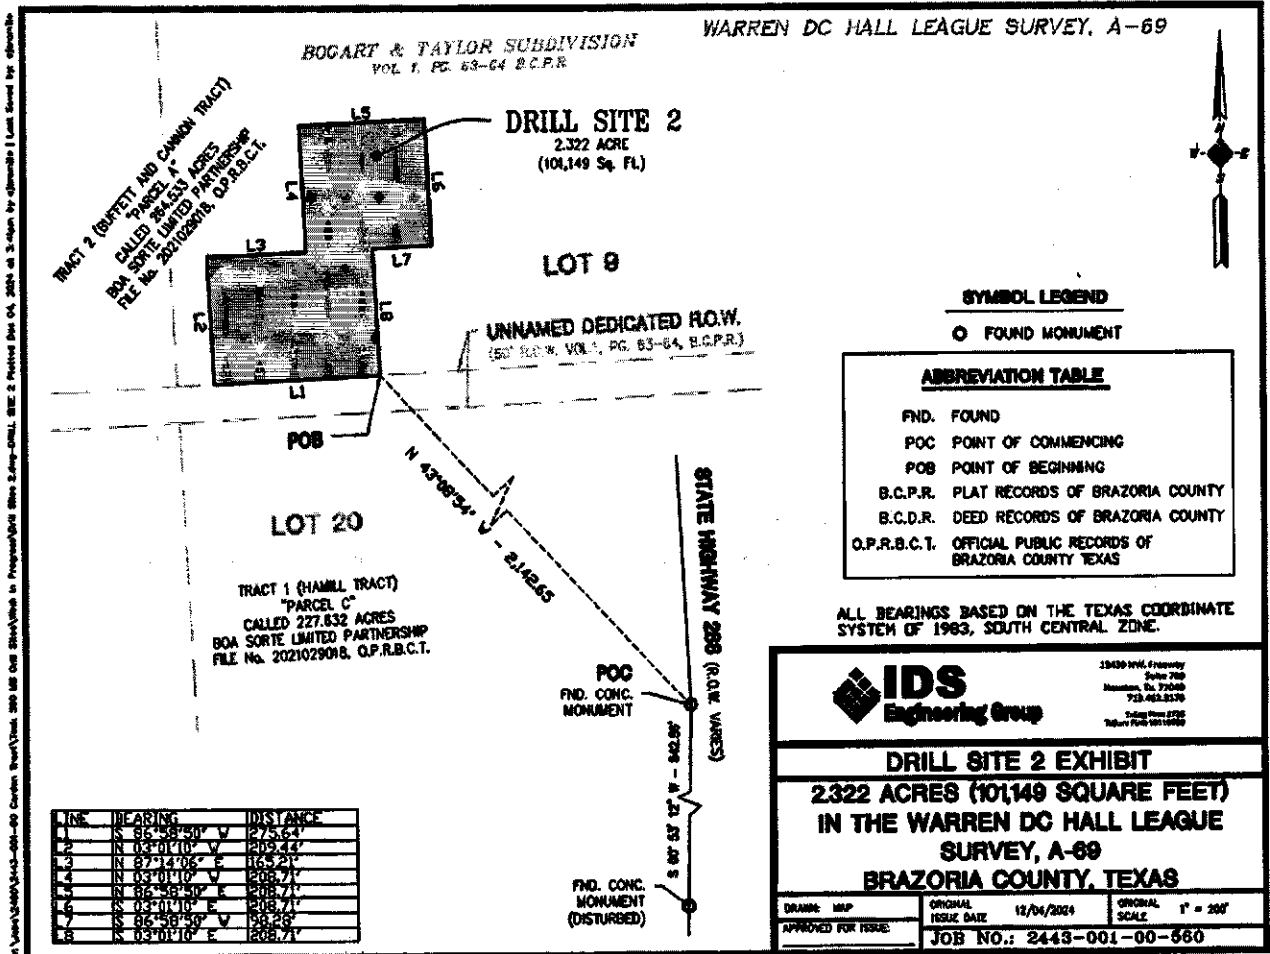 WARREN DC HALL LEAGUE SURVEY, A-69
BOGART & TAYLOR SUBDIVISION
VOL. 1, PG. 63-64 B.C.P.R.
DRILL SITE 2
2.322 ACRE
(101,149 Sq. Ft.)
TRACT 2 (BUFFETT AND CANNON TRACT)
"PARCEL A"
CALLED 264.533 ACRES
BOA SORTE LIMITED PARTNERSHIP
FILE No. 2021029018, O.P.R.B.C.T.
L5
L4
L6
L3
L7
L2
L8
L1
LOT 9
UNNAMED DEDICATED R.O.W.
(60' R.O.W. VOL. 1, PG. 63-64, B.C.P.R.)
POB
N 43°06'54" W - 2,142.65
LOT 20
TRACT 1 (HAMILL TRACT)
"PARCEL C"
CALLED 227.632 ACRES
BOA SORTE LIMITED PARTNERSHIP
FILE No. 2021029018, O.P.R.B.C.T.
STATE HIGHWAY 288 (R.O.W. VARIES)
POC
FND. CONC.
MONUMENT
FND. CONC.
MONUMENT
(DISTURBED)
N
W
E
S
SYMBOL LEGEND
FOUND MONUMENT
ABBREVIATION TABLE
FND. FOUND
POC POINT OF COMMENCING
POB POINT OF BEGINNING
B.C.P.R. PLAT RECORDS OF BRAZORIA COUNTY
B.C.D.R. DEED RECORDS OF BRAZORIA COUNTY
O.P.R.B.C.T. OFFICIAL PUBLIC RECORDS OF
BRAZORIA COUNTY TEXAS
ALL BEARINGS BASED ON THE TEXAS COORDINATE
SYSTEM OF 1983, SOUTH CENTRAL ZONE.
LINE BEARING DISTANCE
L1 S 86°58'50" W 275.64'
L2 N 03°01'10" W 209.44'
L3 N 87°14'06" E 165.21'
L4 N 03°01'10" W 208.71'
L5 N 86°58'50" E 208.71'
L6 S 03°01'10" E 208.71'
L7 S 86°58'50" W 98.28'
L8 S 03°01'10" E 208.71'
IDS
Engineering Group
DRILL SITE 2 EXHIBIT
2.322 ACRES (101,149 SQUARE FEET)
IN THE WARREN DC HALL LEAGUE
SURVEY, A-69
BRAZORIA COUNTY, TEXAS
DRAWN: MAP
ORIGINAL ISSUE DATE 12/04/2024
ORIGINAL SCALE 1" = 200'
APPROVED FOR ISSUE:
JOB NO.: 2443-001-00-560